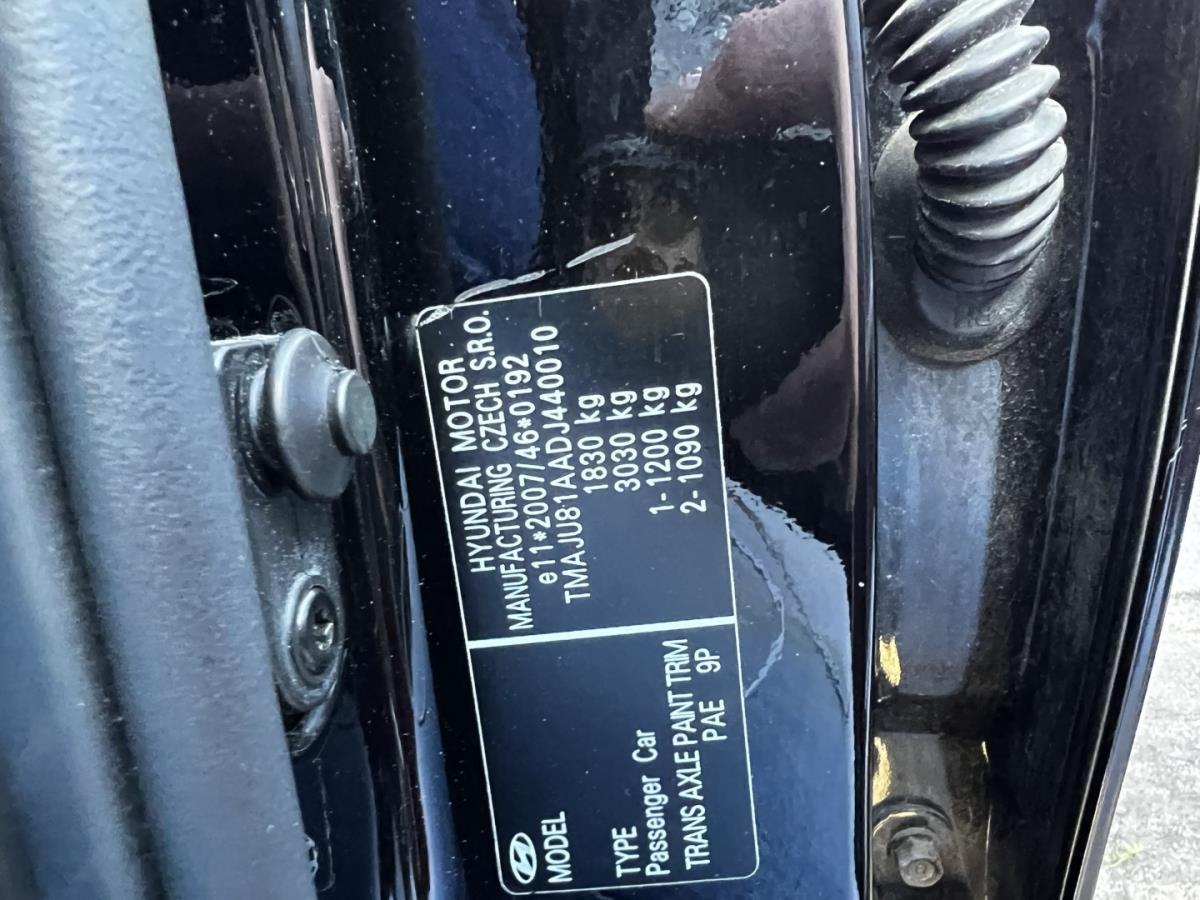 HYUNDAI MOTOR
MANUFACTURING CZECH S.R.O.
e11*2007/46*0192
TMAJU81AADJ440010
1830 kg
3030 kg
1- 1200 kg
2- 1090 kg
MODEL
TYPE
Passenger Car
TRANS AXLE PAINT TRIM
PAE 9P